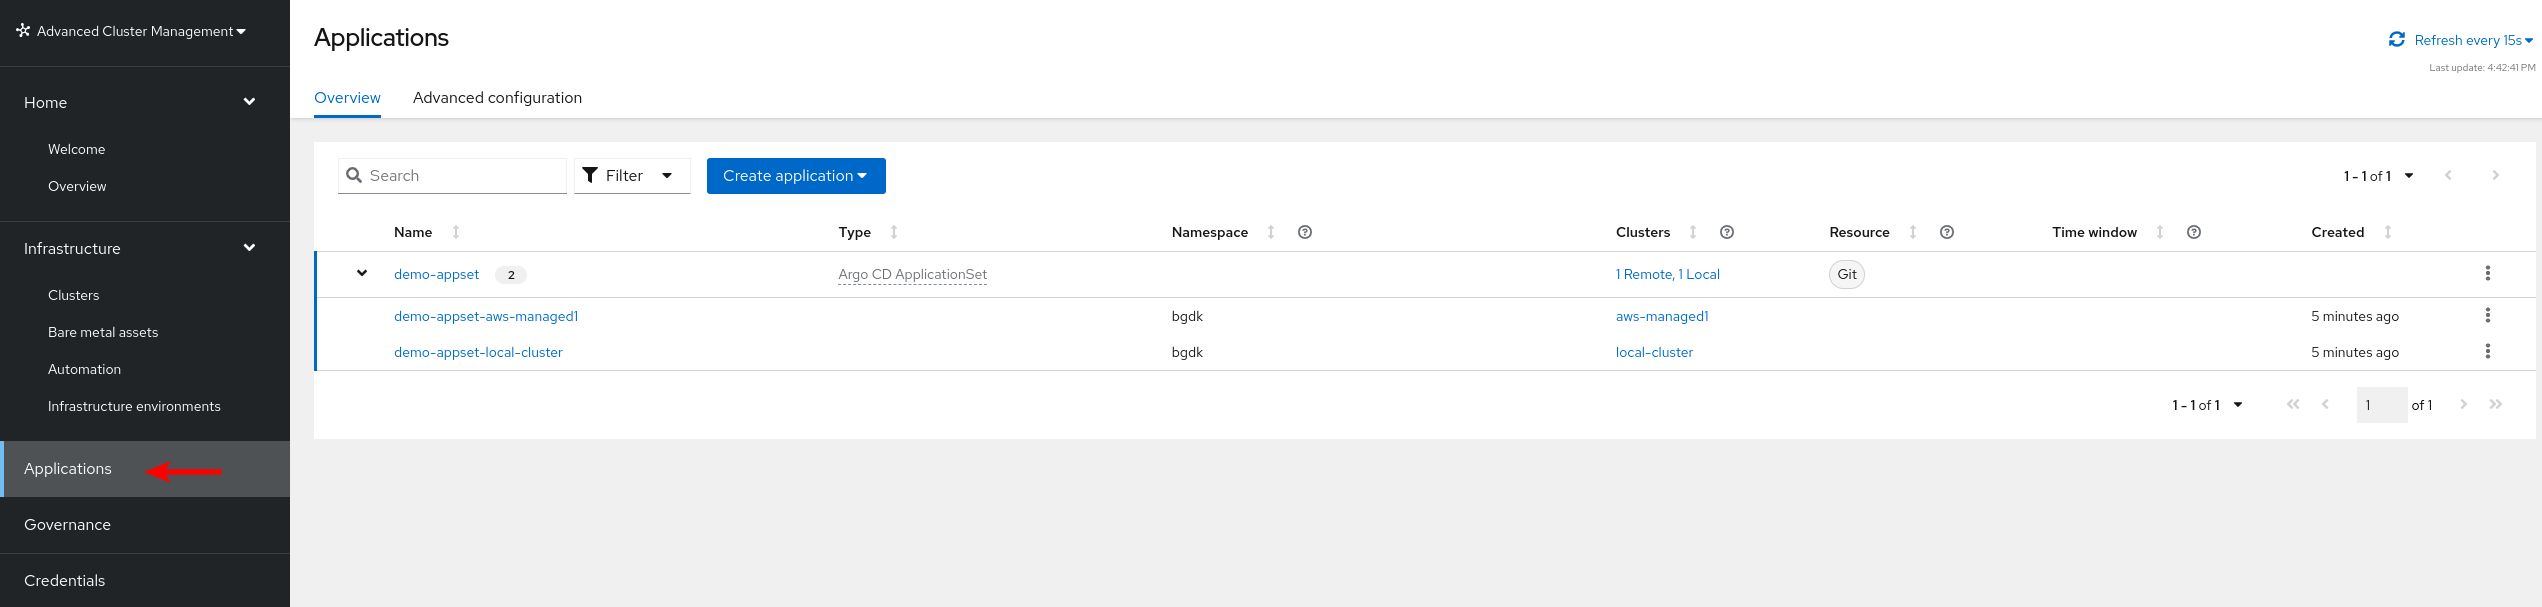 Advanced Cluster Management
Home
Welcome
Overview
Infrastructure
Clusters
Bare metal assets
Automation
Infrastructure environments
Applications
Governance
Credentials
Applications
Refresh every 15s
Last update: 4:42:41 PM
Overview Advanced configuration
Search Filter Create application 1 - 1 of 1
Name Type Namespace Clusters Resource Time window Created
demo-appset 2 Argo CD ApplicationSet 1 Remote, 1 Local Git
demo-appset-aws-managed1 bgdk aws-managed1 5 minutes ago
demo-appset-local-cluster bgdk local-cluster 5 minutes ago
1 - 1 of 1 1 of 1